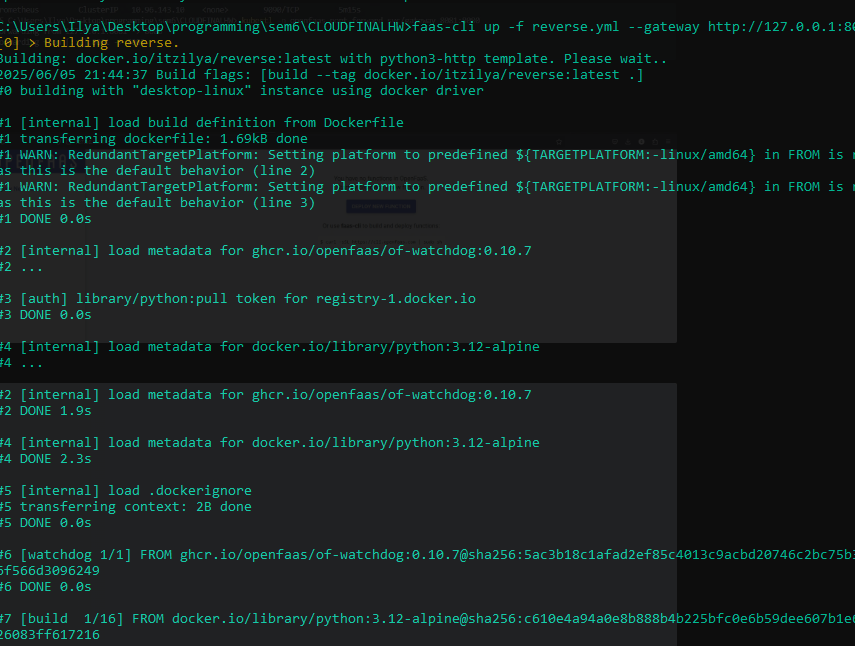 C:\Users\Ilya\Desktop\programming\sem6\CLOUDFINALHW>faas-cli up -f reverse.yml --gateway http://127.0.0.1:80
[0] > Building reverse.
Building: docker.io/itzilya/reverse:latest with python3-http template. Please wait..
2025/06/05 21:44:37 Build flags: [build --tag docker.io/itzilya/reverse:latest .]
#0 building with "desktop-linux" instance using docker driver
#1 [internal] load build definition from Dockerfile
#1 transferring dockerfile: 1.69kB done
#1 WARN: RedundantTargetPlatform: Setting platform to predefined ${TARGETPLATFORM:-linux/amd64} in FROM is r
as this is the default behavior (line 2)
#1 WARN: RedundantTargetPlatform: Setting platform to predefined ${TARGETPLATFORM:-linux/amd64} in FROM is r
as this is the default behavior (line 3)
#1 DONE 0.0s
#2 [internal] load metadata for ghcr.io/openfaas/of-watchdog:0.10.7
#2 ...
#3 [auth] library/python:pull token for registry-1.docker.io
#3 DONE 0.0s
#4 [internal] load metadata for docker.io/library/python:3.12-alpine
#4 ...
#2 [internal] load metadata for ghcr.io/openfaas/of-watchdog:0.10.7
#2 DONE 1.9s
#4 [internal] load metadata for docker.io/library/python:3.12-alpine
#4 DONE 2.3s
#5 [internal] load .dockerignore
#5 transferring context: 2B done
#5 DONE 0.0s
#6 [watchdog 1/1] FROM ghcr.io/openfaas/of-watchdog:0.10.7@sha256:5ac3b18c1afad2ef85c4013c9acbd20746c2bc75b3
5f566d3096249
#6 DONE 0.0s
#7 [build  1/16] FROM docker.io/library/python:3.12-alpine@sha256:c610e4a94a0e8b888b4b225bfc0e6b59dee607b1e6
26083ff617216